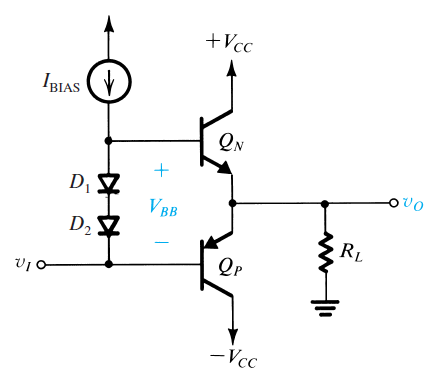 +V_CC
I_BIAS
Q_N
D_1
+
V_BB
D_2
−
v_O
v_I
Q_P
R_L
−V_CC